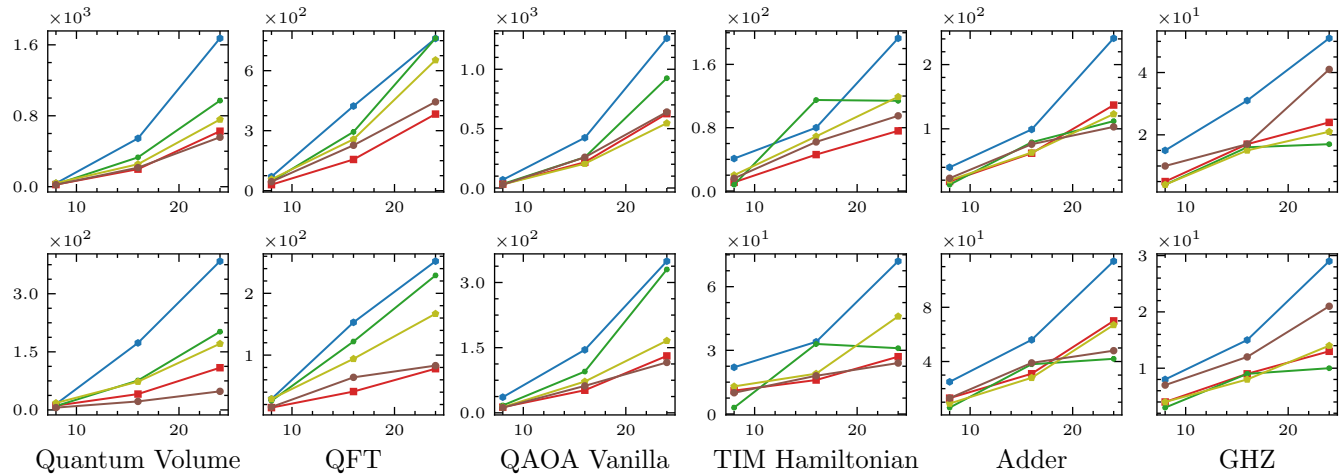 ×10³ ×10² ×10³ ×10² ×10² ×10¹
1.6 6 1.0 1.6 2 4
0.8 3 0.5 0.8 1 2
0.0 0 0.0 0.0
10 20 10 20 10 20 10 20 10 20 10 20
×10² ×10² ×10² ×10¹ ×10¹ ×10¹
3.0 2 3.0 6 8 3
1.5 1 1.5 3 4 2
0.0 0.0 0 1
10 20 10 20 10 20 10 20 10 20 10 20
Quantum Volume QFT QAOA Vanilla TIM Hamiltonian Adder GHZ